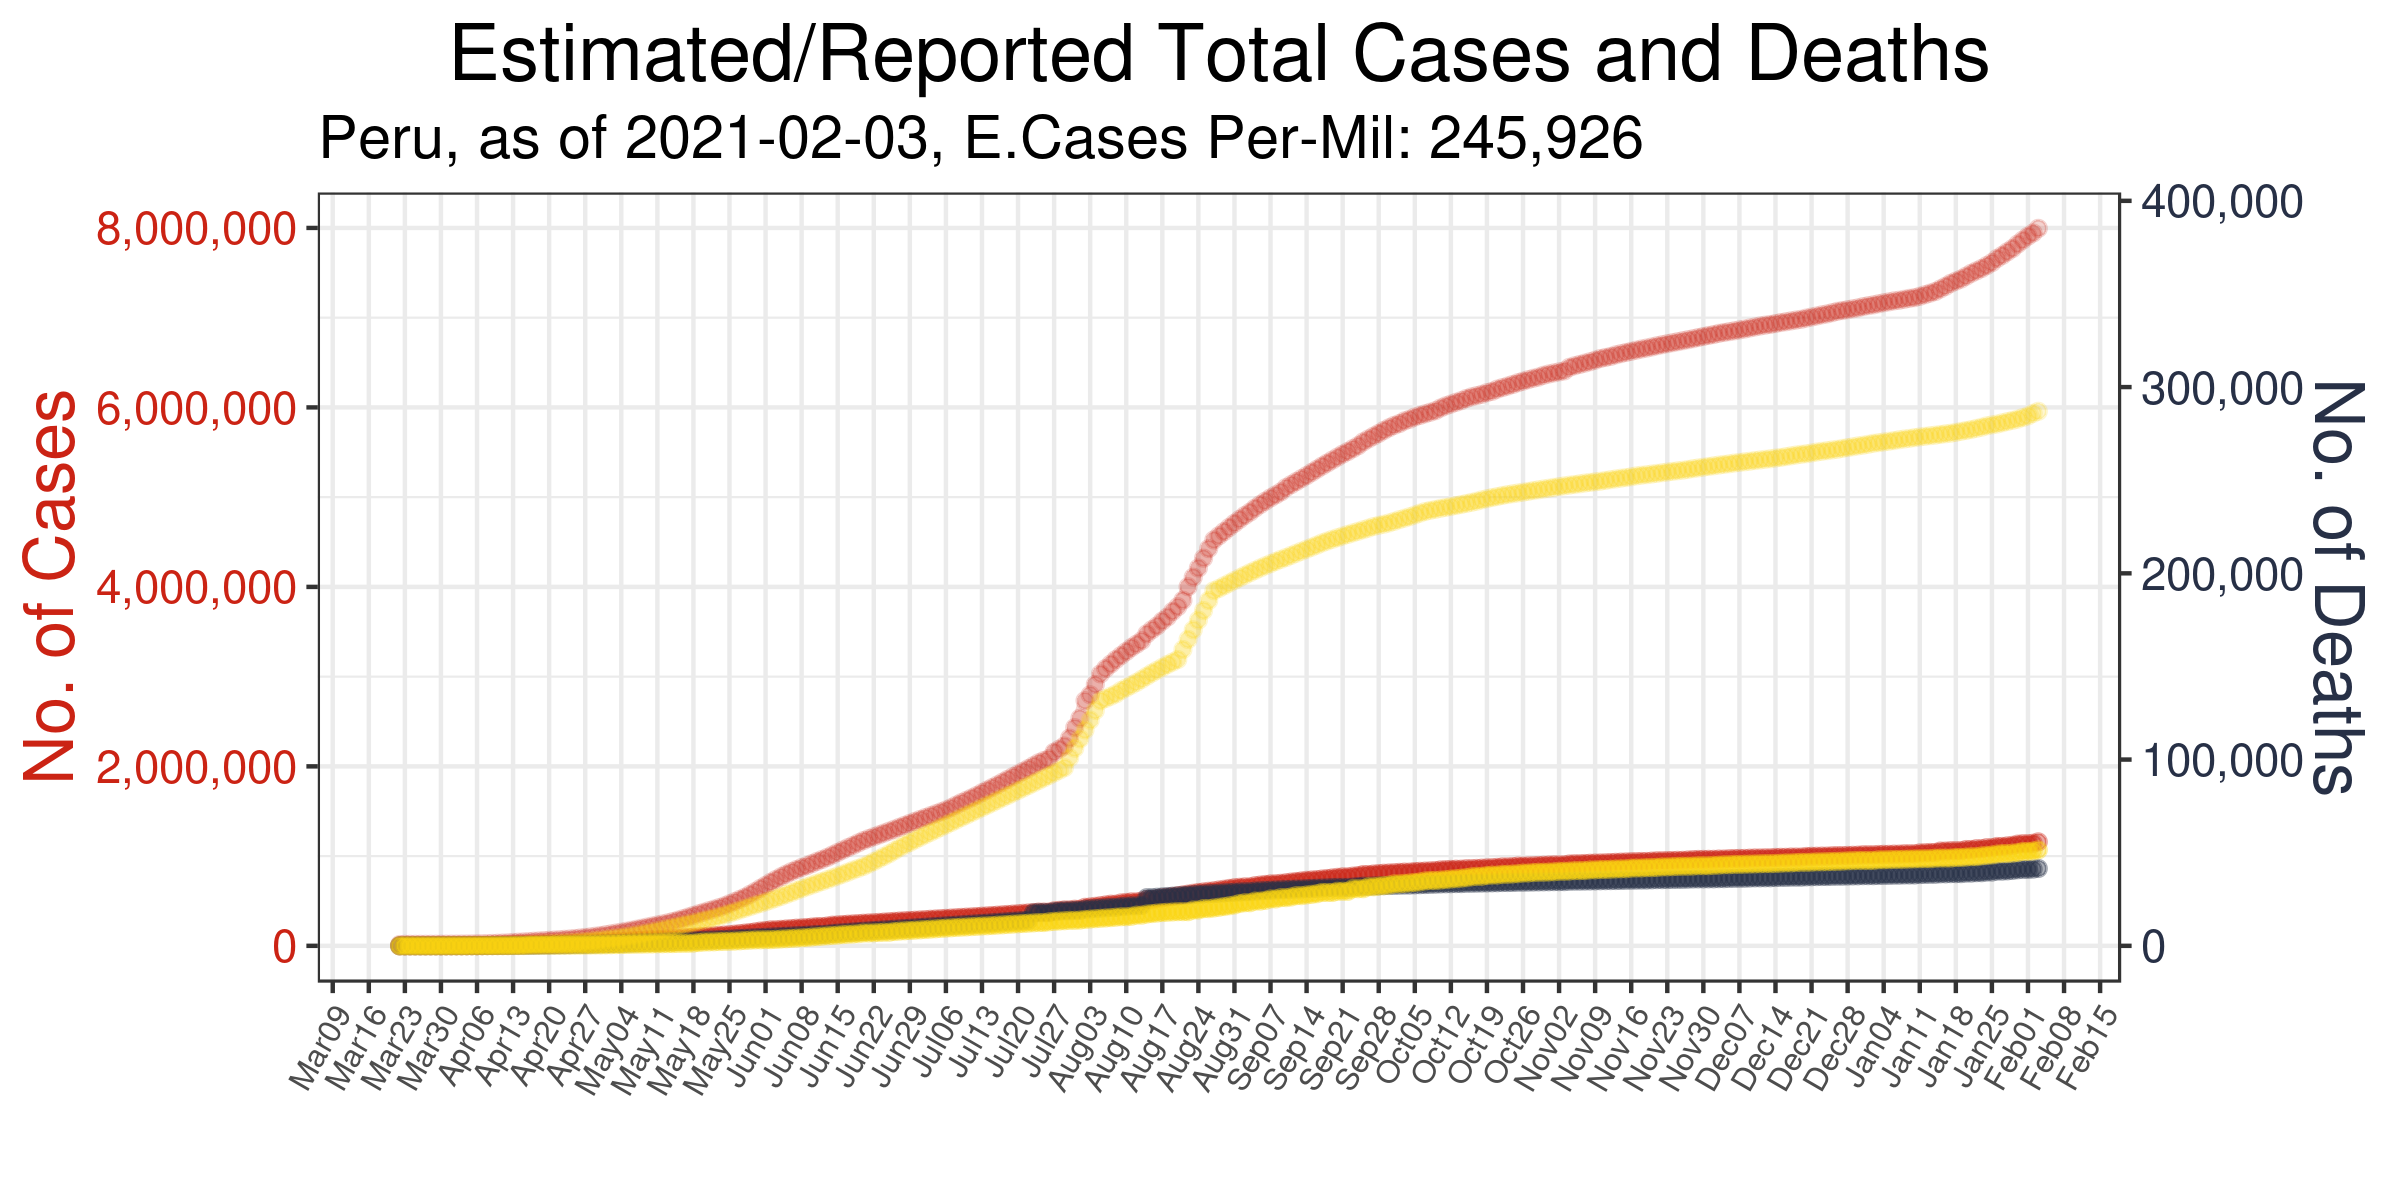 Estimated/Reported Total Cases and Deaths
Peru, as of 2021-02-03, E.Cases Per-Mil: 245,926
No. of Cases
8,000,000
6,000,000
4,000,000
2,000,000
0
400,000
300,000
200,000
100,000
0
No. of Deaths
Mar09
Mar16
Mar23
Mar30
Apr06
Apr13
Apr20
Apr27
May04
May11
May18
May25
Jun01
Jun08
Jun15
Jun22
Jun29
Jul06
Jul13
Jul20
Jul27
Aug03
Aug10
Aug17
Aug24
Aug31
Sep07
Sep14
Sep21
Sep28
Oct05
Oct12
Oct19
Oct26
Nov02
Nov09
Nov16
Nov23
Nov30
Dec07
Dec14
Dec21
Dec28
Jan04
Jan11
Jan18
Jan25
Feb01
Feb08
Feb15